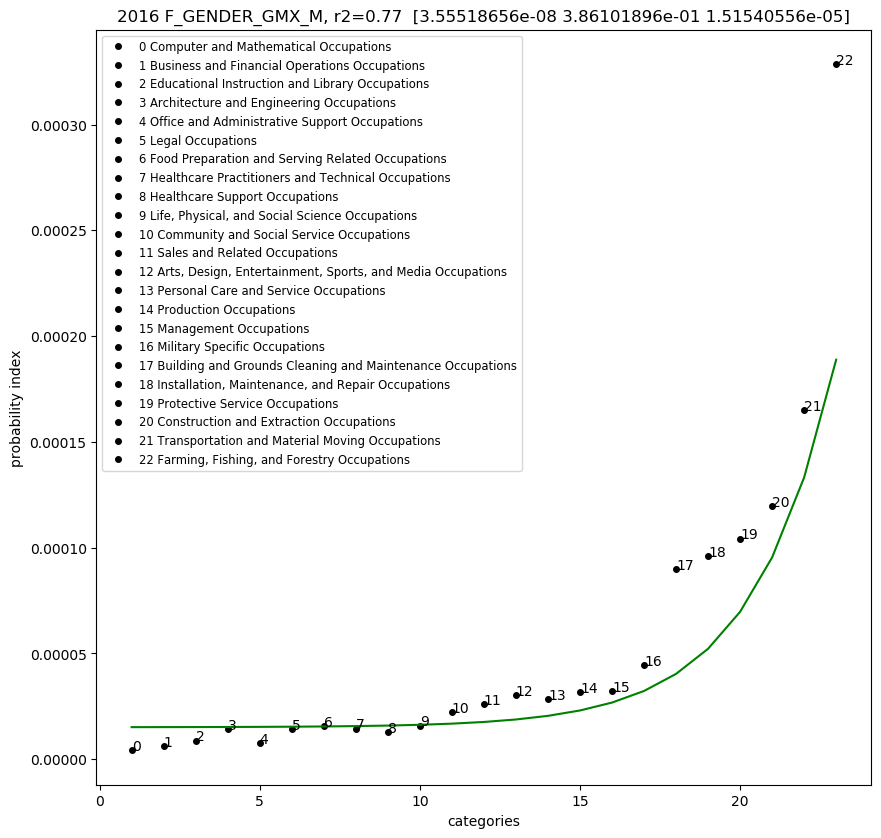 2016 F_GENDER_GMX_M, r2=0.77 [3.55518656e-08 3.86101896e-01 1.51540556e-05]
0 Computer and Mathematical Occupations
1 Business and Financial Operations Occupations
2 Educational Instruction and Library Occupations
3 Architecture and Engineering Occupations
4 Office and Administrative Support Occupations
5 Legal Occupations
6 Food Preparation and Serving Related Occupations
7 Healthcare Practitioners and Technical Occupations
8 Healthcare Support Occupations
9 Life, Physical, and Social Science Occupations
10 Community and Social Service Occupations
11 Sales and Related Occupations
12 Arts, Design, Entertainment, Sports, and Media Occupations
13 Personal Care and Service Occupations
14 Production Occupations
15 Management Occupations
16 Military Specific Occupations
17 Building and Grounds Cleaning and Maintenance Occupations
18 Installation, Maintenance, and Repair Occupations
19 Protective Service Occupations
20 Construction and Extraction Occupations
21 Transportation and Material Moving Occupations
22 Farming, Fishing, and Forestry Occupations
probability index
0.00030
0.00025
0.00020
0.00015
0.00010
0.00005
0.00000
0
1
2
3
4
5
6
7
8
9
10
11
12
13
14
15
16
17
18
19
20
21
22
0
5
10
15
20
categories